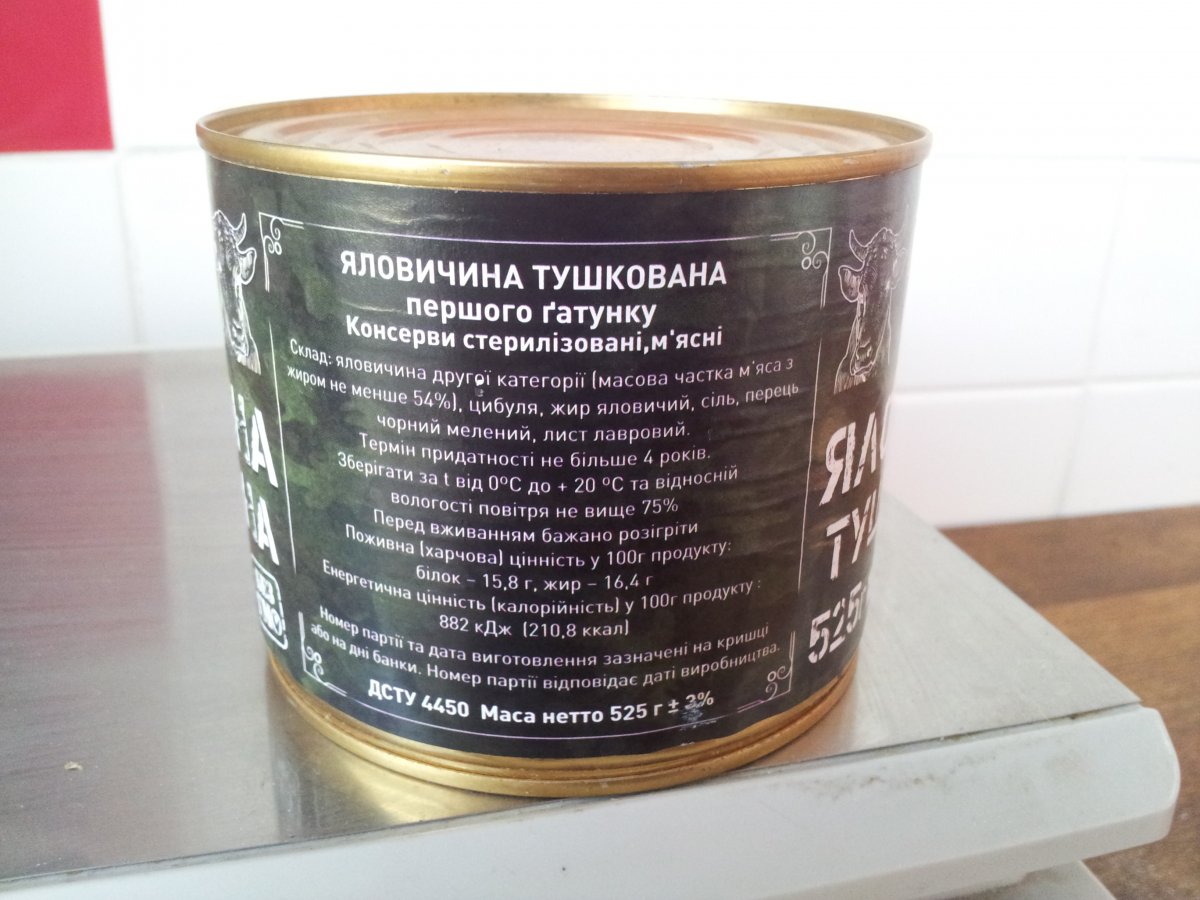 ЯЛОВИЧИНА ТУШКОВАНА
першого ґатунку
Консерви стерилізовані,м'ясні
Склад: яловичина другої категорії (масова частка м'яса з
жиром не менше 54%), цибуля, жир яловичий, сіль, перець
чорний мелений, лист лавровий.
Термін придатності не більше 4 років.
Зберігати за t від 0°C до + 20 °C та відносній
вологості повітря не вище 75%
Перед вживанням бажано розігріти
Поживна (харчова) цінність у 100г продукту:
білок – 15,8 г, жир – 16,4 г
Енергетична цінність (калорійність) у 100г продукту :
882 кДж (210,8 ккал)
Номер партії та дата виготовлення зазначені на кришці
або на дні банки. Номер партії відповідає даті виробництва.
ДСТУ 4450 Маса нетто 525 г ± 3%
НА
НА
ЯЛО
ТУШ
525г